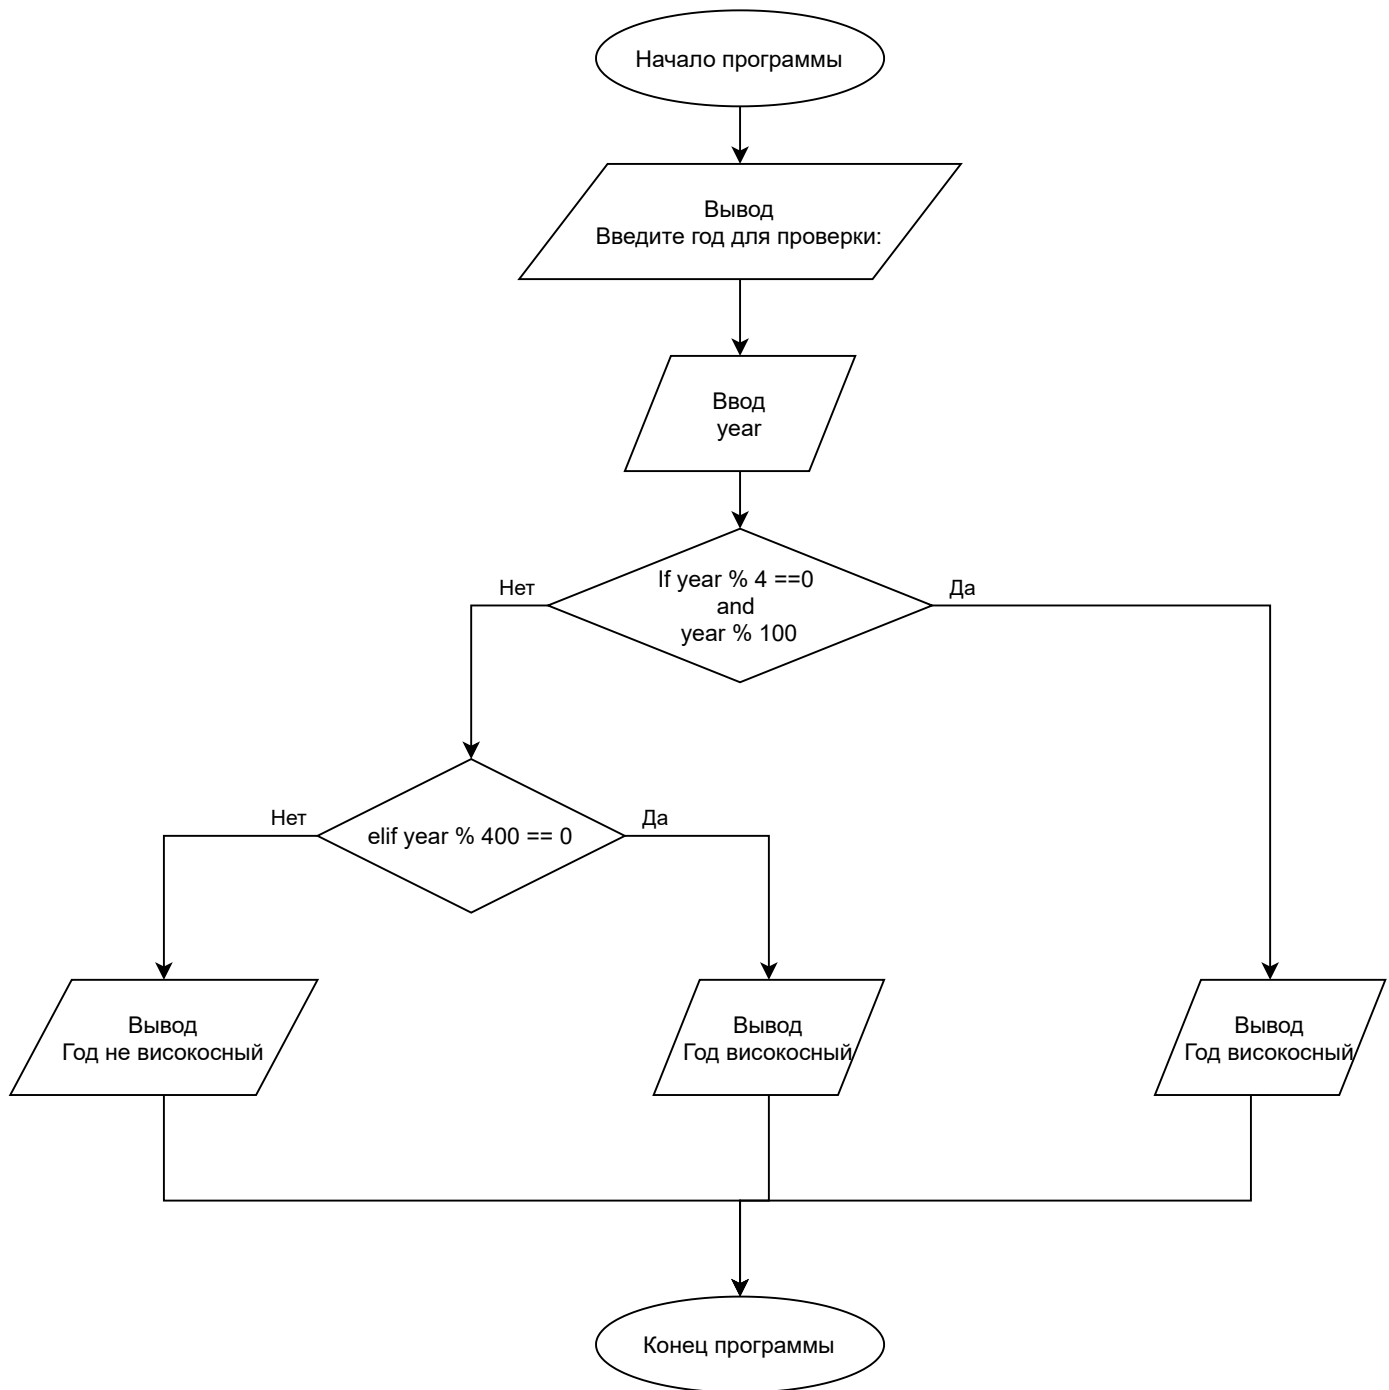 Начало программы
Вывод
Введите год для проверки:
Ввод
year
If year % 4 ==0
and
year % 100
Нет
Да
elif year % 400 == 0
Нет
Да
Вывод
Год не високосный
Вывод
Год високосный
Вывод
Год високосный
Конец программы